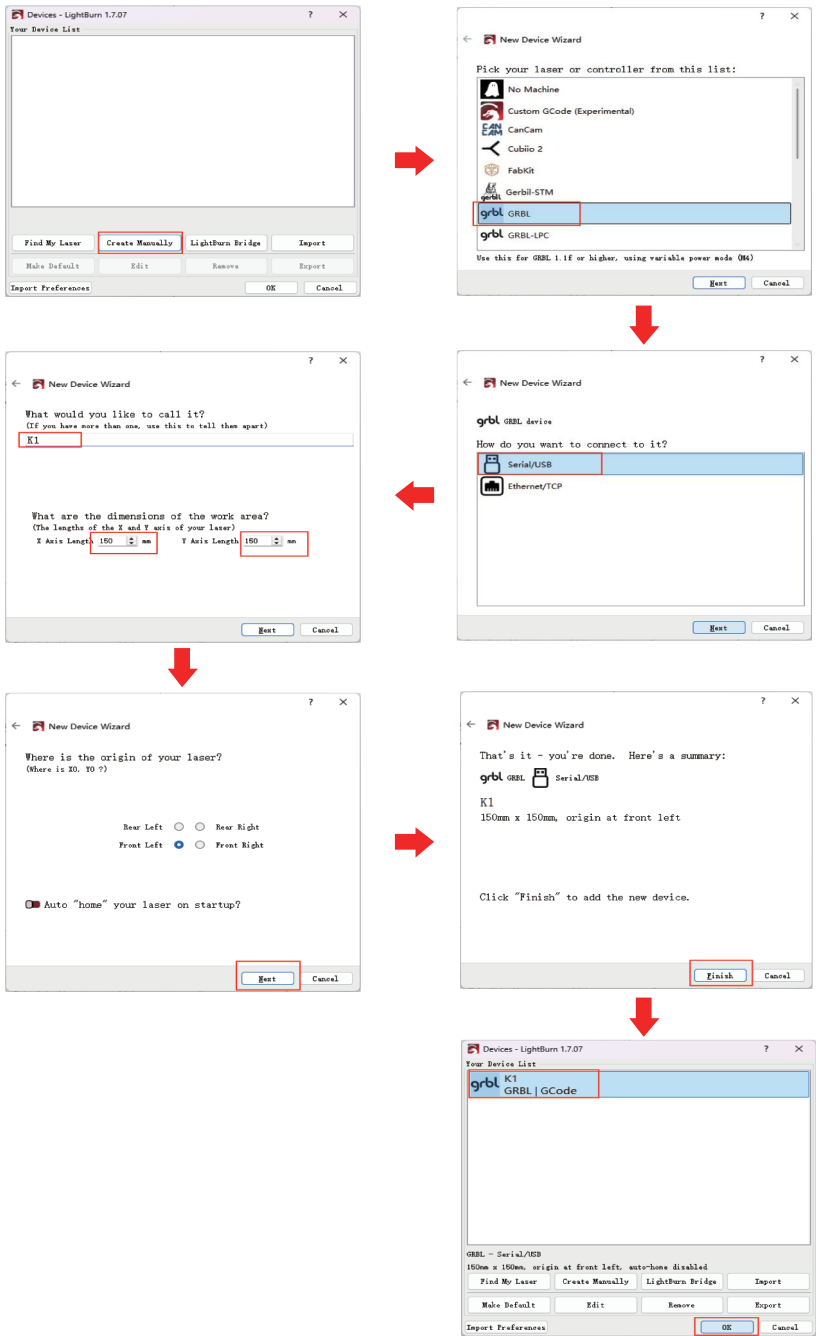 Devices - LightBurn 1.7.07
? ×
Your Device List
Find My Laser Create Manually LightBurn Bridge Import
Make Default Edit Remove Export
Import Preferences OK Cancel
? ×
New Device Wizard
Pick your laser or controller from this list:
No Machine
Custom GCode (Experimental)
CAN CAM CanCam
Cubiio 2
FabKit
gerbil Gerbil-STM
grbl GRBL
grbl GRBL-LPC
Use this for GRBL 1.1f or higher, using variable power mode (M4)
Next Cancel
? ×
New Device Wizard
grbl GRBL device
How do you want to connect to it?
Serial/USB
Ethernet/TCP
Next Cancel
? ×
New Device Wizard
What would you like to call it?
(If you have more than one, use this to tell them apart)
K1
What are the dimensions of the work area?
(The lengths of the X and Y axis of your laser)
X Axis Length 150 mm Y Axis Length 150 mm
Next Cancel
? ×
New Device Wizard
Where is the origin of your laser?
(Where is X0, Y0 ?)
Rear Left Rear Right
Front Left Front Right
Auto "home" your laser on startup?
Next Cancel
? ×
New Device Wizard
That's it - you're done. Here's a summary:
grbl GRBL Serial/USB
K1
150mm x 150mm, origin at front left
Click "Finish" to add the new device.
Finish Cancel
Devices - LightBurn 1.7.07
? ×
Your Device List
grbl K1
GRBL | GCode
GRBL - Serial/USB
150mm x 150mm, origin at front left, auto-home disabled
Find My Laser Create Manually LightBurn Bridge Import
Make Default Edit Remove Export
Import Preferences OK Cancel